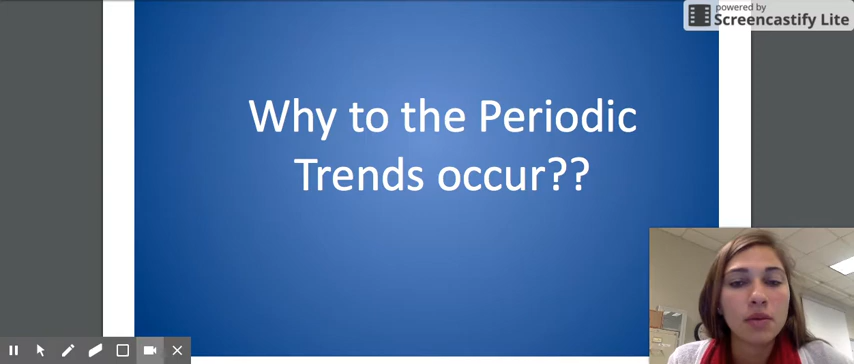 powered by
Screencastify Lite
Why to the Periodic
Trends occur??